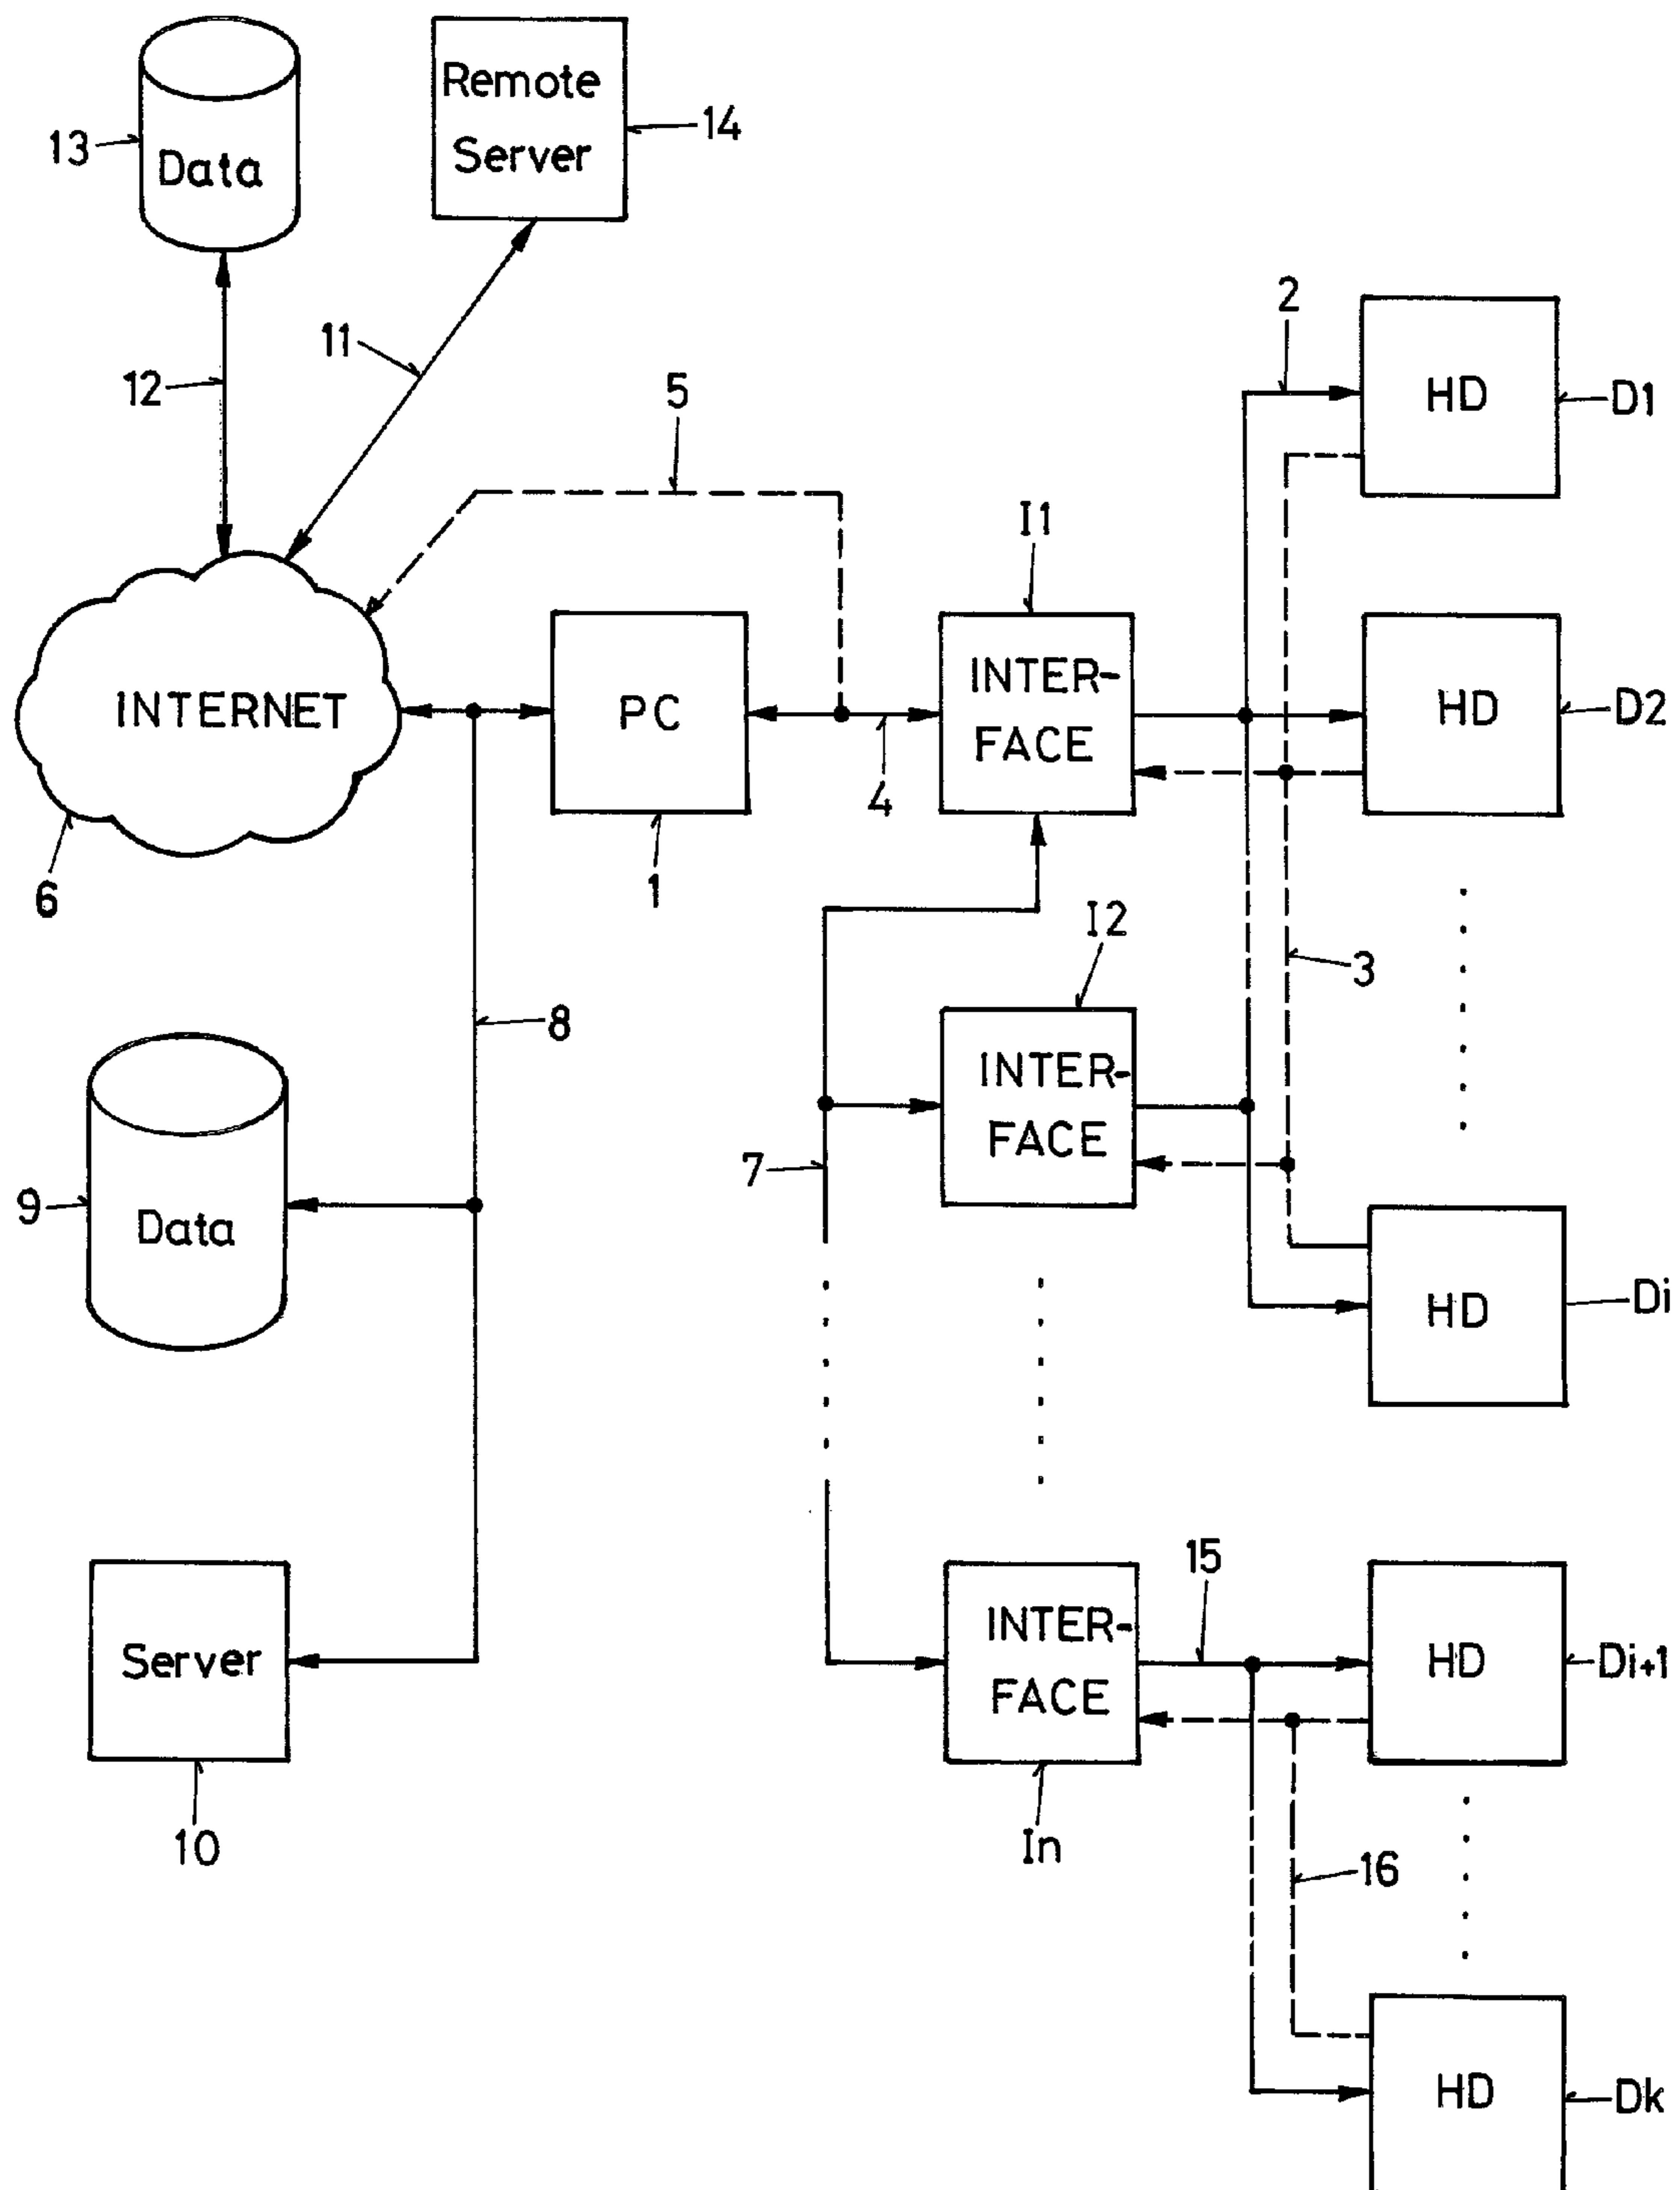 Remote
Server
14
13
Data
2
HD
D1
11
12
5
I1
INTERNET
PC
INTER-
FACE
HD
D2
4
6
1
I2
3
8
INTER-
FACE
7
9
Data
HD
Di
15
Server
INTER-
FACE
HD
Di+1
10
In
16
HD
Dk